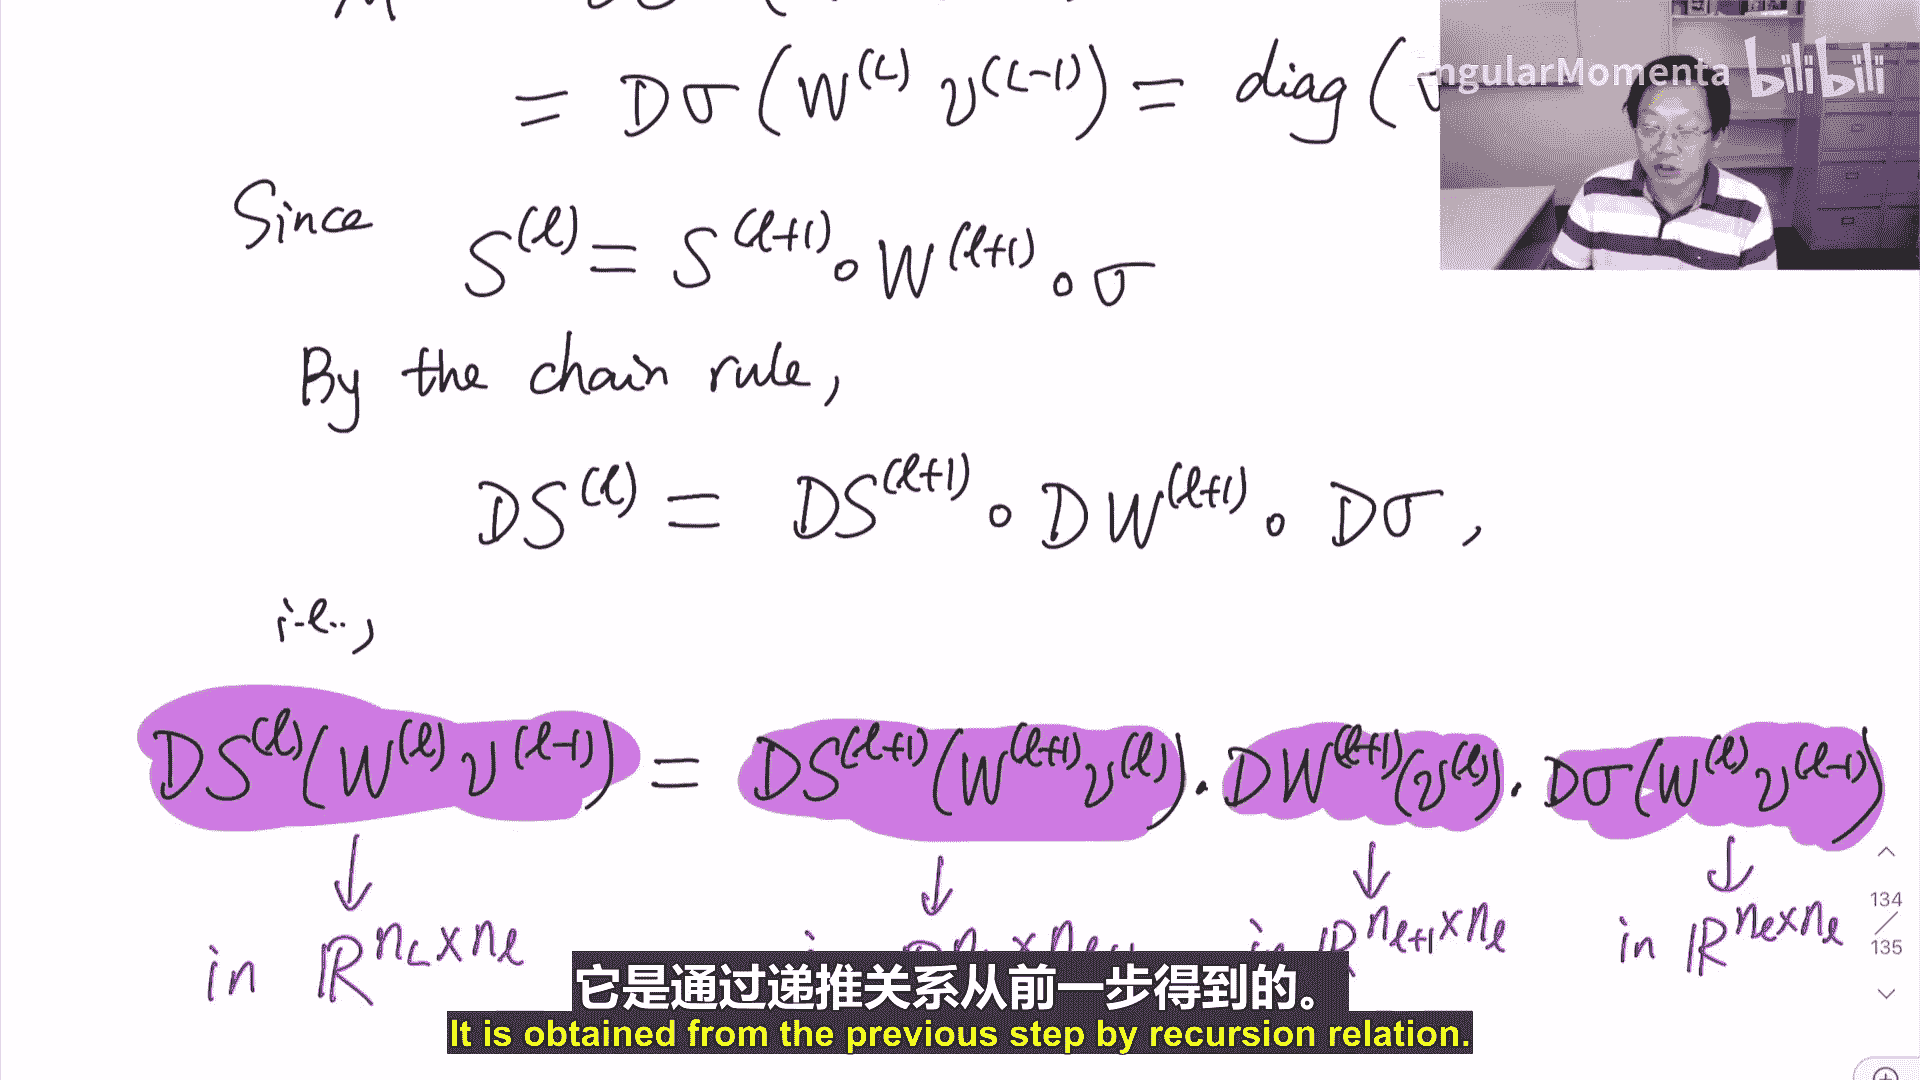 = Dσ(W^(L) v^(L-1)) = diag(
ngularMomenta bilibili
Since S^(l) = S^(l+1) ∘ W^(l+1) ∘ σ
By the chain rule,
DS^(l) = DS^(l+1) ∘ DW^(l+1) ∘ Dσ,
i.e.,
DS^(l)(W^(l) v^(l-1)) = DS^(l+1)(W^(l+1) v^(l)) · DW^(l+1)(v^(l)) · Dσ(W^(l) v^(l-1))
↓ ↓ ↓ ↓
in ℝ^(n_L×n_l) in ℝ^(n_l+1×n_l) in ℝ^(n_l×n_l)
134
135
它是通过递推关系从前一步得到的。
It is obtained from the previous step by recursion relation.